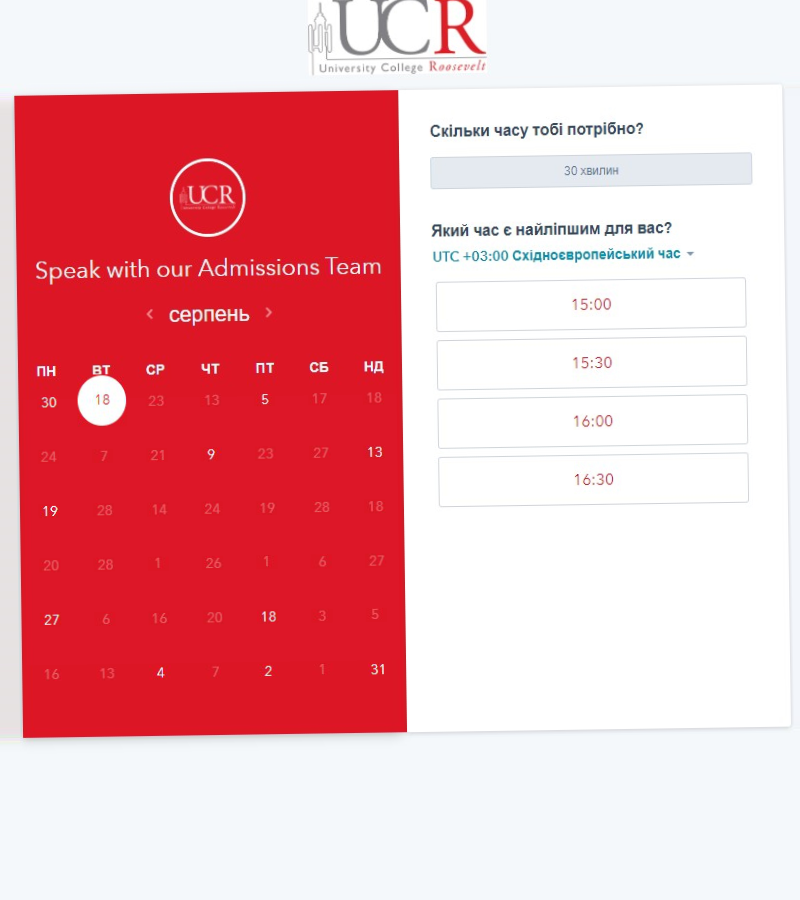 UCR
University College Roosevelt
UCR
Speak with our Admissions Team
серпень
ПН ВТ СР ЧТ ПТ СБ НД
30 18 23 13 5 17 18
24 7 21 9 23 27 13
19 28 14 24 19 28 18
20 28 1 26 1 6 27
27 6 16 20 18 3 5
16 13 4 7 2 1 31
Скільки часу тобі потрібно?
30 хвилин
Який час є найліпшим для вас?
UTC +03:00 Східноєвропейський час
15:00
15:30
16:00
16:30